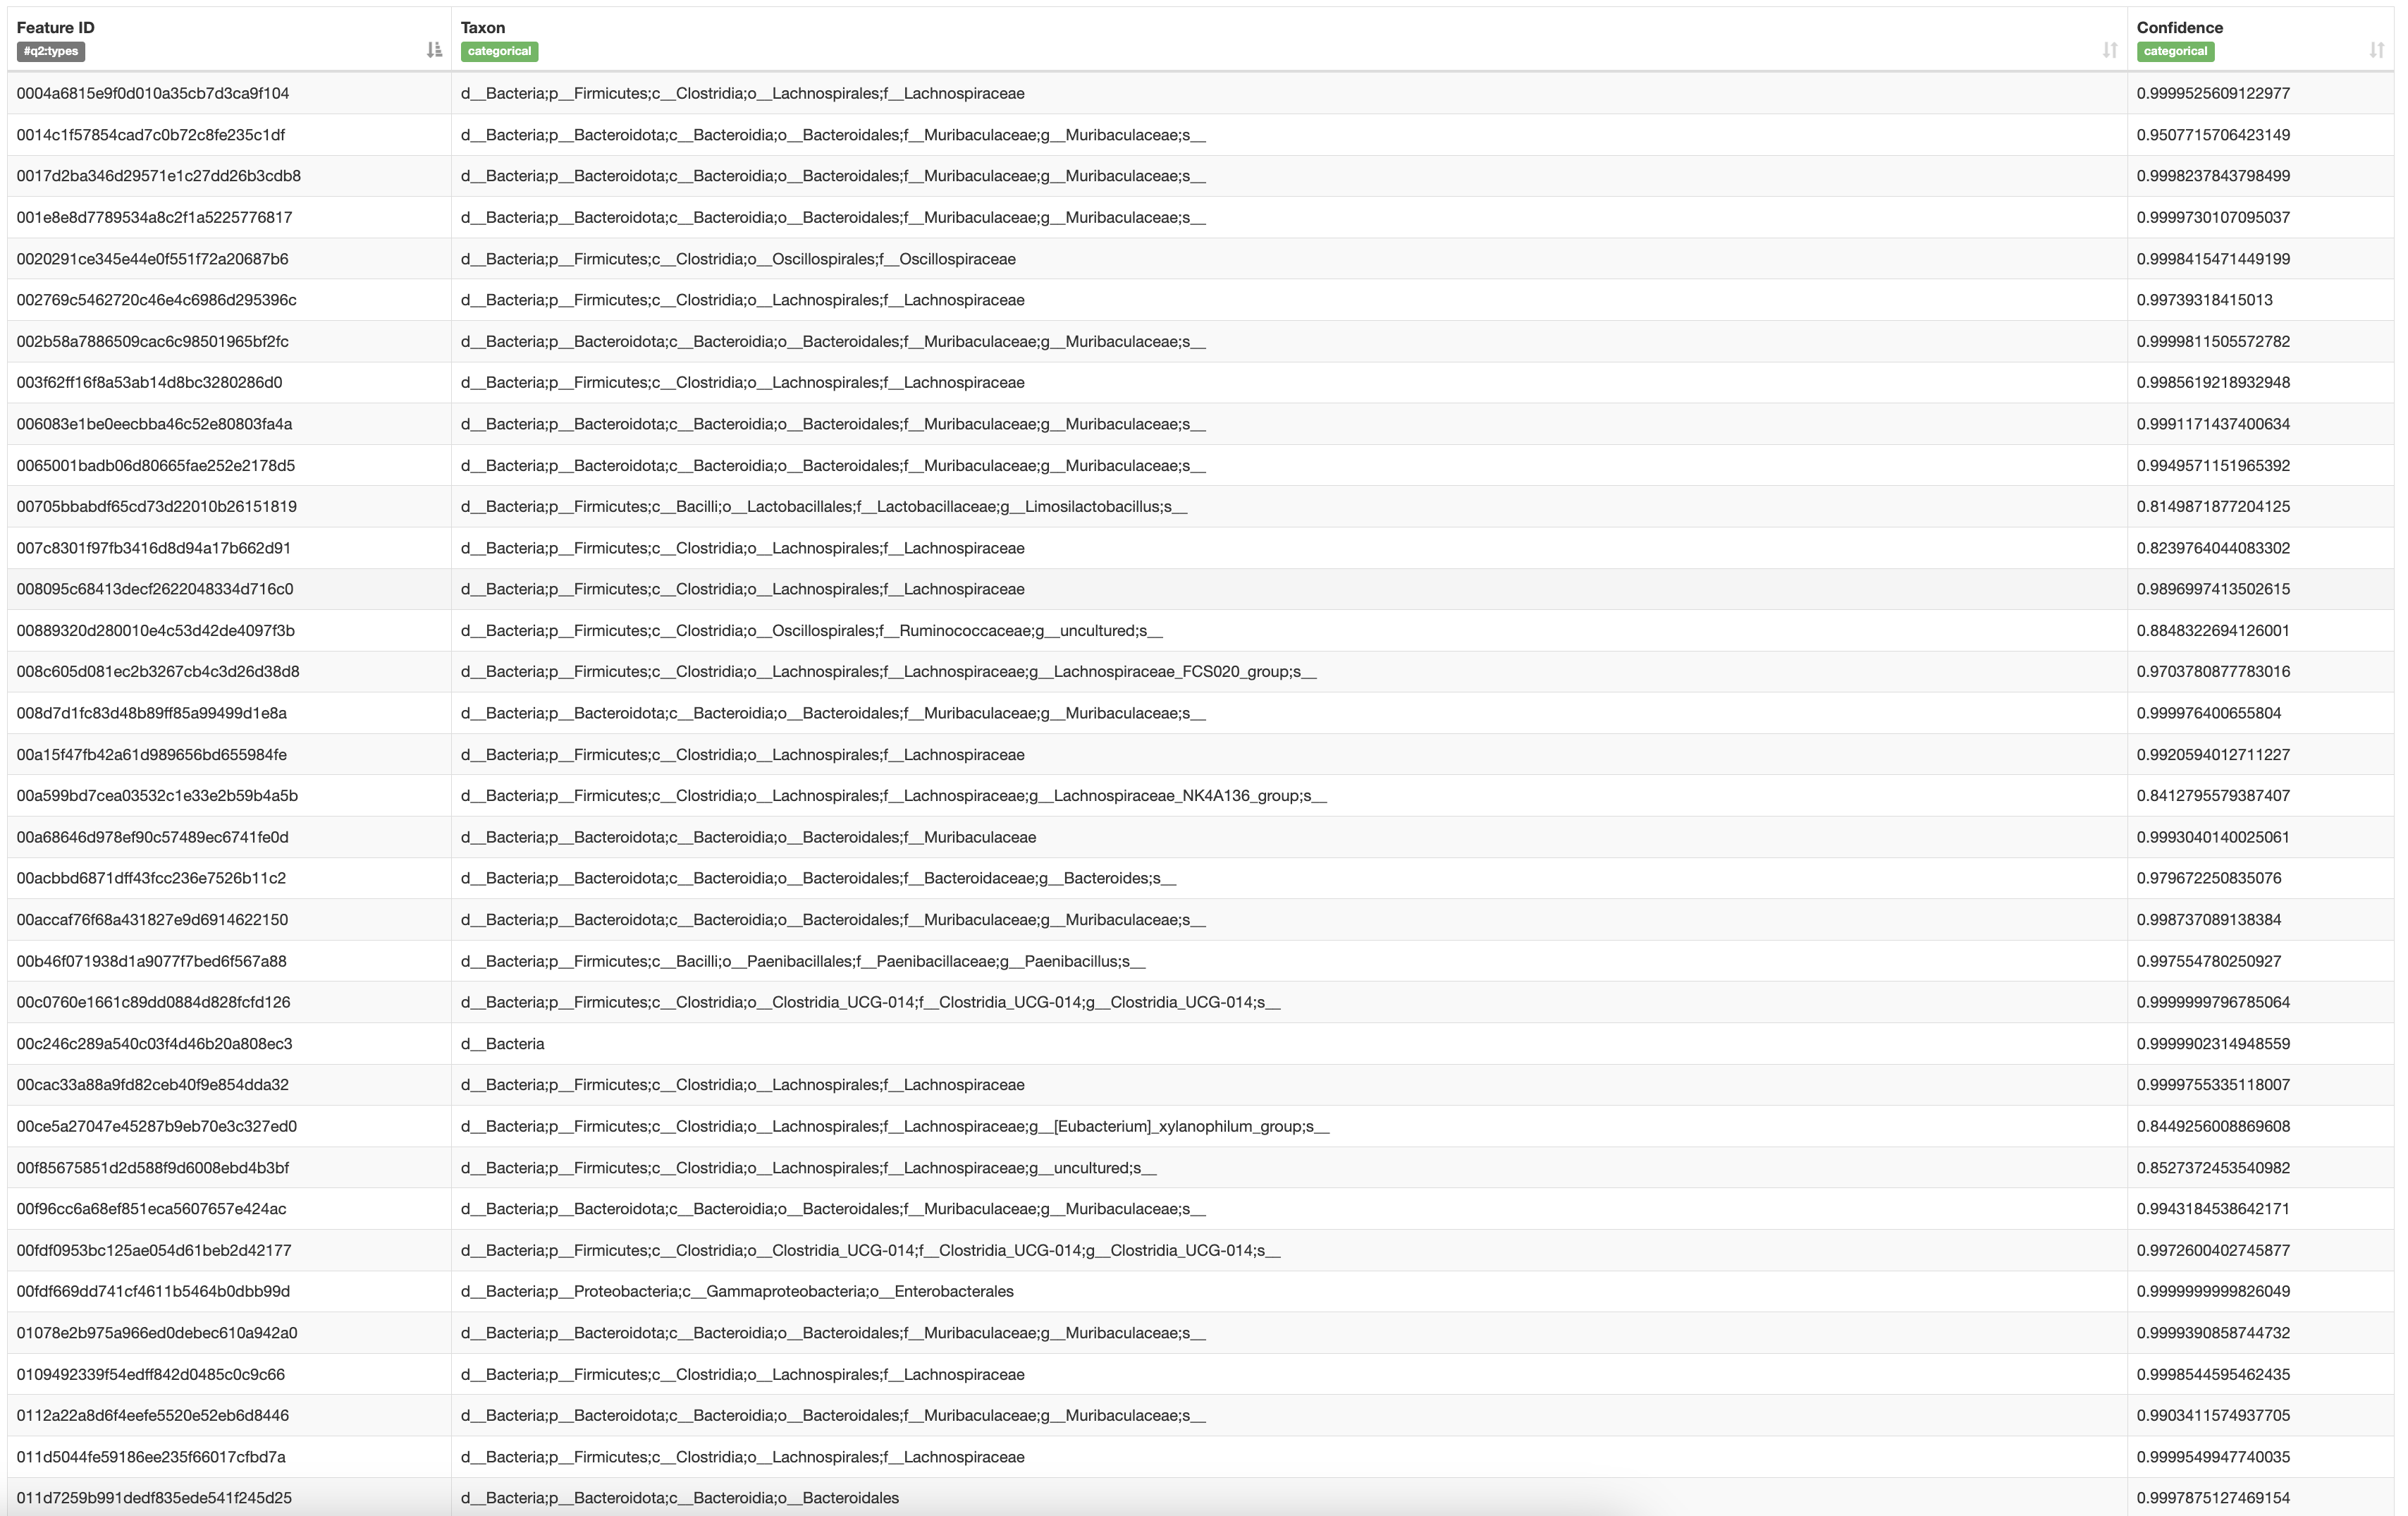 Feature ID Taxon Confidence
#q2:types categorical categorical
0004a6815e9f0d010a35cb7d3ca9f104 d__Bacteria;p__Firmicutes;c__Clostridia;o__Lachnospirales;f__Lachnospiraceae 0.9999525609122977
0014c1f57854cad7c0b72c8fe235c1df d__Bacteria;p__Bacteroidota;c__Bacteroidia;o__Bacteroidales;f__Muribaculaceae;g__Muribaculaceae;s__ 0.9507715706423149
0017d2ba346d29571e1c27dd26b3cdb8 d__Bacteria;p__Bacteroidota;c__Bacteroidia;o__Bacteroidales;f__Muribaculaceae;g__Muribaculaceae;s__ 0.9998237843798499
001e8e8d7789534a8c2f1a5225776817 d__Bacteria;p__Bacteroidota;c__Bacteroidia;o__Bacteroidales;f__Muribaculaceae;g__Muribaculaceae;s__ 0.9999730107095037
0020291ce345e44e0f551f72a20687b6 d__Bacteria;p__Firmicutes;c__Clostridia;o__Oscillospirales;f__Oscillospiraceae 0.9998415471449199
002769c5462720c46e4c6986d295396c d__Bacteria;p__Firmicutes;c__Clostridia;o__Lachnospirales;f__Lachnospiraceae 0.99739318415013
002b58a7886509cac6c98501965bf2fc d__Bacteria;p__Bacteroidota;c__Bacteroidia;o__Bacteroidales;f__Muribaculaceae;g__Muribaculaceae;s__ 0.9999811505572782
003f62ff16f8a53ab14d8bc3280286d0 d__Bacteria;p__Firmicutes;c__Clostridia;o__Lachnospirales;f__Lachnospiraceae 0.9985619218932948
006083e1be0eecbba46c52e80803fa4a d__Bacteria;p__Bacteroidota;c__Bacteroidia;o__Bacteroidales;f__Muribaculaceae;g__Muribaculaceae;s__ 0.9991171437400634
0065001badb06d80665fae252e2178d5 d__Bacteria;p__Bacteroidota;c__Bacteroidia;o__Bacteroidales;f__Muribaculaceae;g__Muribaculaceae;s__ 0.9949571151965392
00705bbabdf65cd73d22010b26151819 d__Bacteria;p__Firmicutes;c__Bacilli;o__Lactobacillales;f__Lactobacillaceae;g__Limosilactobacillus;s__ 0.8149871877204125
007c8301f97fb3416d8d94a17b662d91 d__Bacteria;p__Firmicutes;c__Clostridia;o__Lachnospirales;f__Lachnospiraceae 0.8239764044083302
008095c68413decf2622048334d716c0 d__Bacteria;p__Firmicutes;c__Clostridia;o__Lachnospirales;f__Lachnospiraceae 0.9896997413502615
00889320d280010e4c53d42de4097f3b d__Bacteria;p__Firmicutes;c__Clostridia;o__Oscillospirales;f__Ruminococcaceae;g__uncultured;s__ 0.8848322694126001
008c605d081ec2b3267cb4c3d26d38d8 d__Bacteria;p__Firmicutes;c__Clostridia;o__Lachnospirales;f__Lachnospiraceae;g__Lachnospiraceae_FCS020_group;s__ 0.9703780877783016
008d7d1fc83d48b89ff85a99499d1e8a d__Bacteria;p__Bacteroidota;c__Bacteroidia;o__Bacteroidales;f__Muribaculaceae;g__Muribaculaceae;s__ 0.999976400655804
00a15f47fb42a61d989656bd655984fe d__Bacteria;p__Firmicutes;c__Clostridia;o__Lachnospirales;f__Lachnospiraceae 0.9920594012711227
00a599bd7cea03532c1e33e2b59b4a5b d__Bacteria;p__Firmicutes;c__Clostridia;o__Lachnospirales;f__Lachnospiraceae;g__Lachnospiraceae_NK4A136_group;s__ 0.8412795579387407
00a68646d978ef90c57489ec6741fe0d d__Bacteria;p__Bacteroidota;c__Bacteroidia;o__Bacteroidales;f__Muribaculaceae 0.9993040140025061
00acbbd6871dff43fcc236e7526b11c2 d__Bacteria;p__Bacteroidota;c__Bacteroidia;o__Bacteroidales;f__Bacteroidaceae;g__Bacteroides;s__ 0.979672250835076
00accaf76f68a431827e9d6914622150 d__Bacteria;p__Bacteroidota;c__Bacteroidia;o__Bacteroidales;f__Muribaculaceae;g__Muribaculaceae;s__ 0.998737089138384
00b46f071938d1a9077f7bed6f567a88 d__Bacteria;p__Firmicutes;c__Bacilli;o__Paenibacillales;f__Paenibacillaceae;g__Paenibacillus;s__ 0.997554780250927
00c0760e1661c89dd0884d828fcfd126 d__Bacteria;p__Firmicutes;c__Clostridia;o__Clostridia_UCG-014;f__Clostridia_UCG-014;g__Clostridia_UCG-014;s__ 0.9999999796785064
00c246c289a540c03f4d46b20a808ec3 d__Bacteria 0.9999902314948559
00cac33a88a9fd82ceb40f9e854dda32 d__Bacteria;p__Firmicutes;c__Clostridia;o__Lachnospirales;f__Lachnospiraceae 0.9999755335118007
00ce5a27047e45287b9eb70e3c327ed0 d__Bacteria;p__Firmicutes;c__Clostridia;o__Lachnospirales;f__Lachnospiraceae;g__[Eubacterium]_xylanophilum_group;s__ 0.8449256008869608
00f85675851d2d588f9d6008ebd4b3bf d__Bacteria;p__Firmicutes;c__Clostridia;o__Lachnospirales;f__Lachnospiraceae;g__uncultured;s__ 0.8527372453540982
00f96cc6a68ef851eca5607657e424ac d__Bacteria;p__Bacteroidota;c__Bacteroidia;o__Bacteroidales;f__Muribaculaceae;g__Muribaculaceae;s__ 0.9943184538642171
00fdf0953bc125ae054d61beb2d42177 d__Bacteria;p__Firmicutes;c__Clostridia;o__Clostridia_UCG-014;f__Clostridia_UCG-014;g__Clostridia_UCG-014;s__ 0.9972600402745877
00fdf669dd741cf4611b5464b0dbb99d d__Bacteria;p__Proteobacteria;c__Gammaproteobacteria;o__Enterobacterales 0.9999999999826049
01078e2b975a966ed0debec610a942a0 d__Bacteria;p__Bacteroidota;c__Bacteroidia;o__Bacteroidales;f__Muribaculaceae;g__Muribaculaceae;s__ 0.9999390858744732
0109492339f54edff842d0485c0c9c66 d__Bacteria;p__Firmicutes;c__Clostridia;o__Lachnospirales;f__Lachnospiraceae 0.9998544595462435
0112a22a8d6f4eefe5520e52eb6d8446 d__Bacteria;p__Bacteroidota;c__Bacteroidia;o__Bacteroidales;f__Muribaculaceae;g__Muribaculaceae;s__ 0.9903411574937705
011d5044fe59186ee235f66017cfbd7a d__Bacteria;p__Firmicutes;c__Clostridia;o__Lachnospirales;f__Lachnospiraceae 0.9999549947740035
011d7259b991dedf835ede541f245d25 d__Bacteria;p__Bacteroidota;c__Bacteroidia;o__Bacteroidales 0.9997875127469154